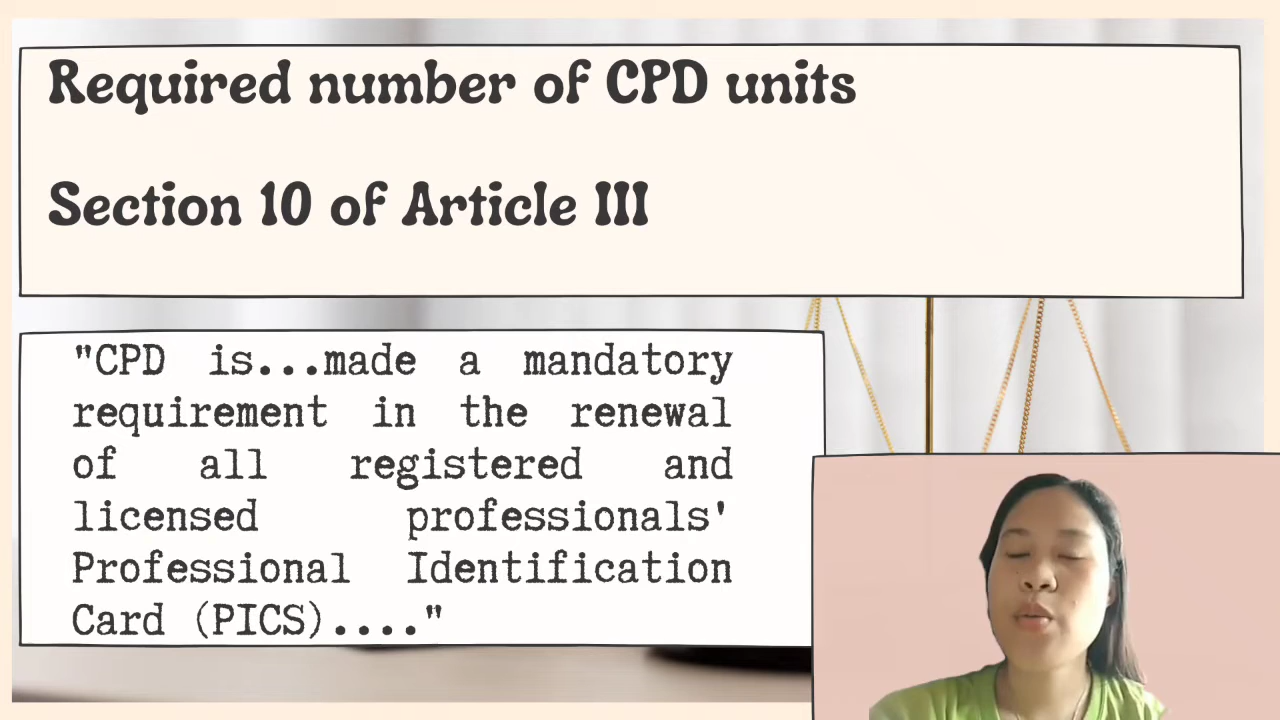 Required number of CPD units
Section 10 of Article III
"CPD is...made a mandatory
requirement in the renewal
of all registered and
licensed professionals'
Professional Identification
Card (PICS)...."